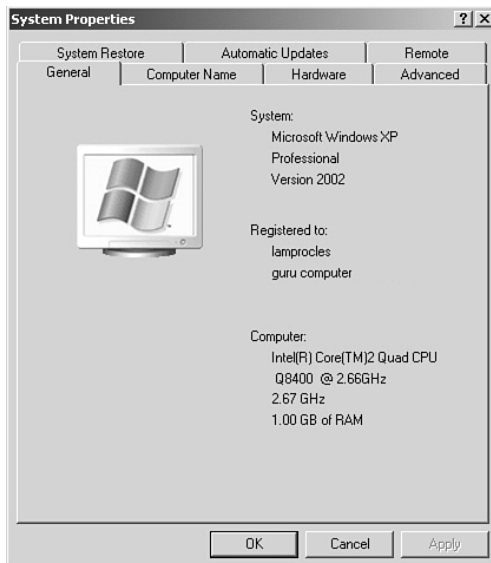 System Properties
? X
System Restore
Automatic Updates
Remote
General
Computer Name
Hardware
Advanced
System:
Microsoft Windows XP
Professional
Version 2002
Registered to:
lamprocles
guru computer
Computer:
Intel(R) Core(TM)2 Quad CPU
Q8400 @ 2.66GHz
2.67 GHz
1.00 GB of RAM
OK
Cancel
Apply